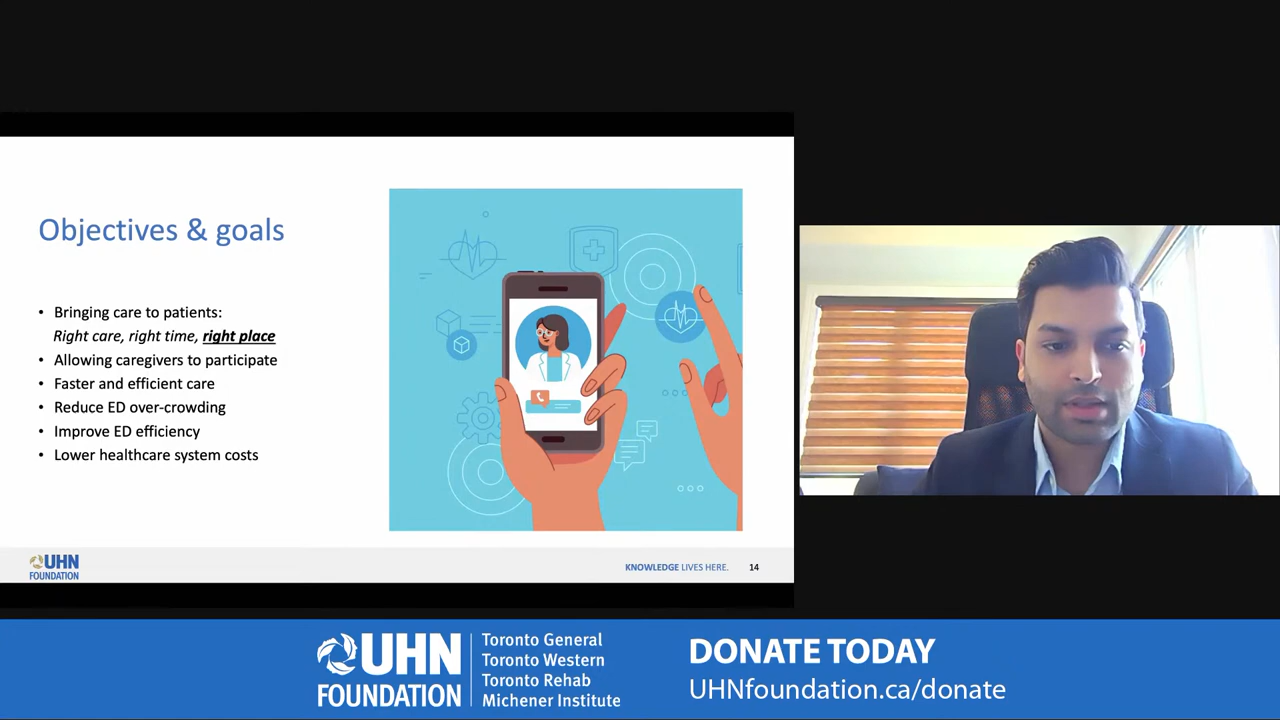 Objectives & goals
• Bringing care to patients:
Right care, right time, right place
• Allowing caregivers to participate
• Faster and efficient care
• Reduce ED over-crowding
• Improve ED efficiency
• Lower healthcare system costs
UHN
FOUNDATION
KNOWLEDGE LIVES HERE.
14
UHN
FOUNDATION
Toronto General
Toronto Western
Toronto Rehab
Michener Institute
DONATE TODAY
UHNfoundation.ca/donate